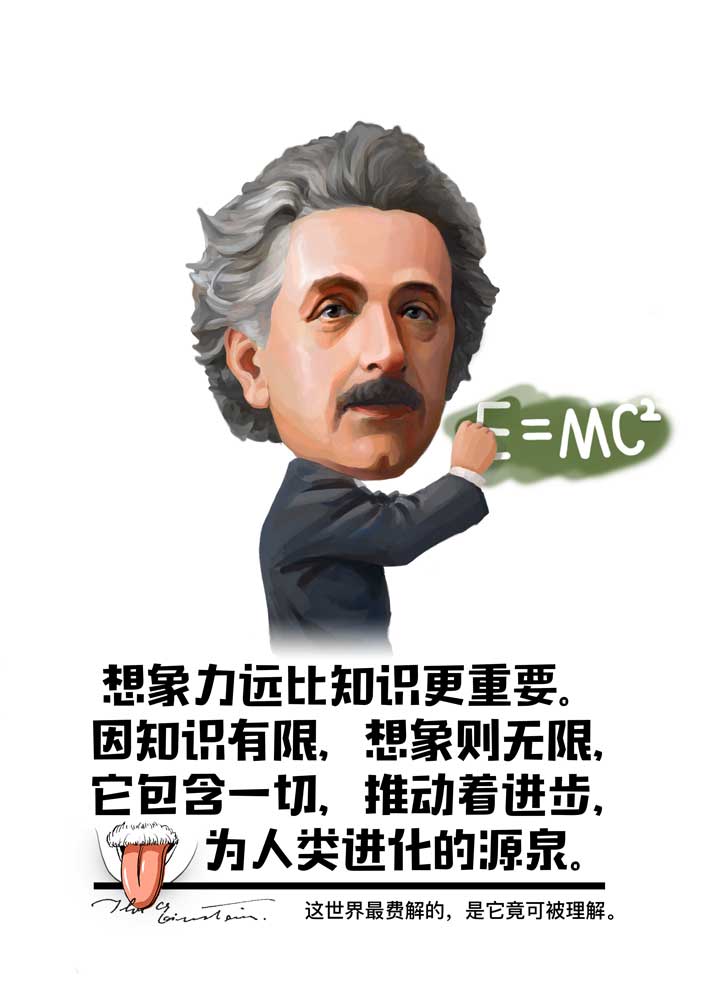 E=MC²
想象力远比知识更重要。
因知识有限，想象则无限，
它包含一切，推动着进步，
为人类进化的源泉。
Einstein.
这世界最费解的，是它竟可被理解。